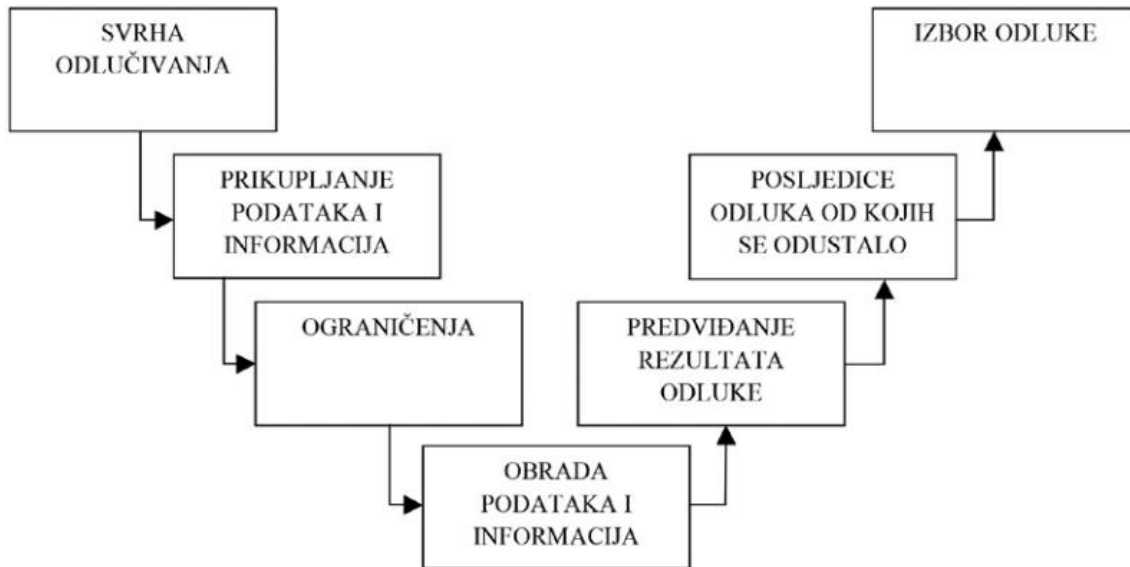 SVRHA
ODLUČIVANJA
PRIKUPLJANJE
PODATAKA I
INFORMACIJA
OGRANIČENJA
OBRADA
PODATAKA I
INFORMACIJA
PREDVIĐANJE
REZULTATA
ODLUKE
POSLJEDICE
ODLUKA OD KOJIH
SE ODUSTALO
IZBOR ODLUKE